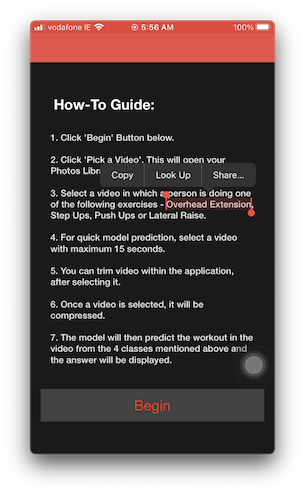 vodafone IE 5:56 AM 100%
How-To Guide:
1. Click 'Begin' Button below.
2. Click 'Pick a Video'. This will open your
Photos Libra
Copy Look Up Share...
3. Select a video in which a person is doing one
of the following exercises - Overhead Extension,
Step Ups, Push Ups or Lateral Raise.
4. For quick model prediction, select a video
with maximum 15 seconds.
5. You can trim video within the application,
after selecting it.
6. Once a video is selected, it will be
compressed.
7. The model will then predict the workout in the
video from the 4 classes mentioned above and
the answer will be displayed.
Begin